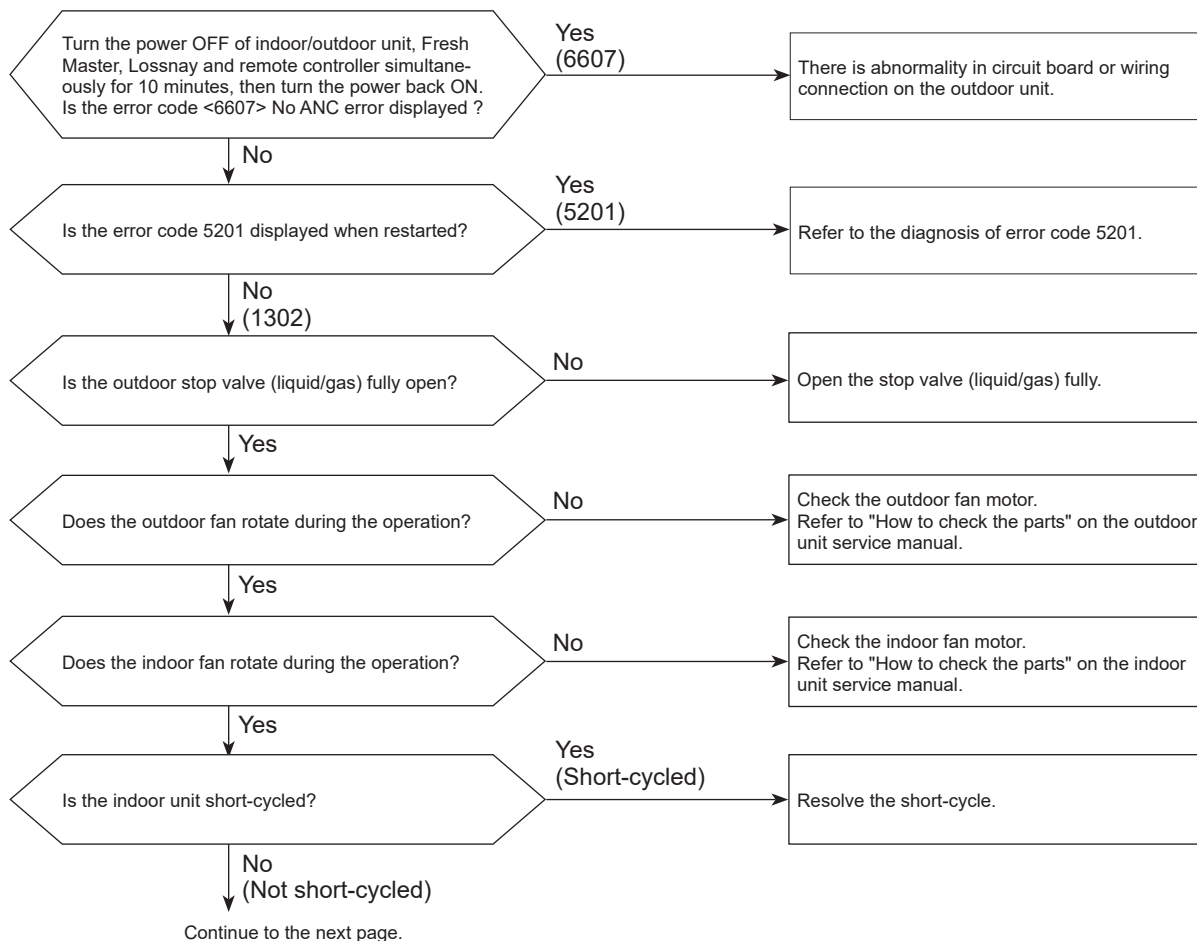 Turn the power OFF of indoor/outdoor unit, Fresh
Master, Lossnay and remote controller simultane-
ously for 10 minutes, then turn the power back ON.
Is the error code <6607> No ANC error displayed ?
Yes
(6607)
There is abnormality in circuit board or wiring
connection on the outdoor unit.
No
Is the error code 5201 displayed when restarted?
Yes
(5201)
Refer to the diagnosis of error code 5201.
No
(1302)
Is the outdoor stop valve (liquid/gas) fully open?
No
Open the stop valve (liquid/gas) fully.
Yes
Does the outdoor fan rotate during the operation?
No
Check the outdoor fan motor.
Refer to "How to check the parts" on the outdoor
unit service manual.
Yes
Does the indoor fan rotate during the operation?
No
Check the indoor fan motor.
Refer to "How to check the parts" on the indoor
unit service manual.
Yes
Is the indoor unit short-cycled?
Yes
(Short-cycled)
Resolve the short-cycle.
No
(Not short-cycled)
Continue to the next page.